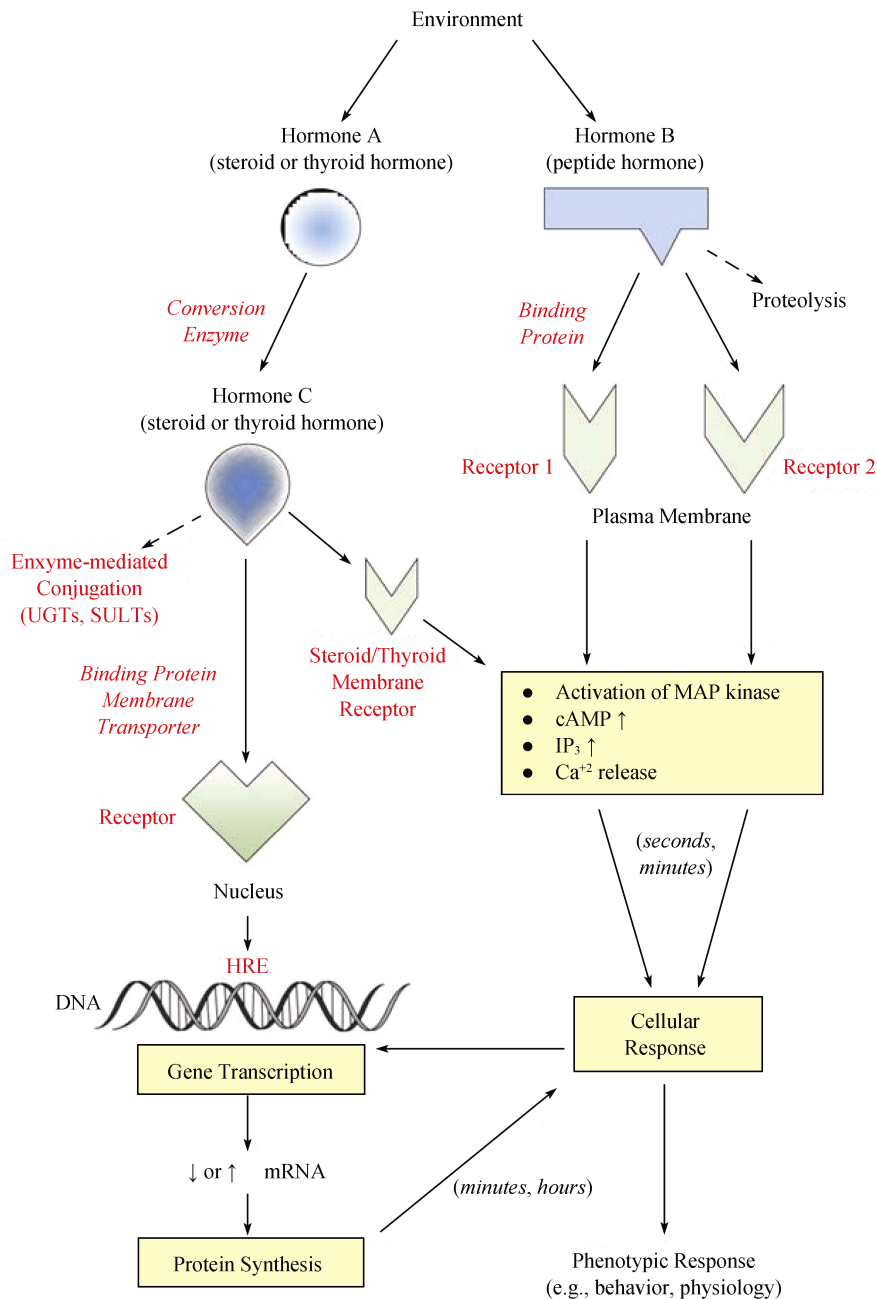 Environment
Hormone A
(steroid or thyroid hormone)
Hormone B
(peptide hormone)
Conversion
Enzyme
Binding
Protein
Proteolysis
Hormone C
(steroid or thyroid hormone)
Receptor 1
Receptor 2
Plasma Membrane
Enxyme-mediated
Conjugation
(UGTs, SULTs)
Steroid/Thyroid
Membrane
Receptor
Binding Protein
Membrane
Transporter
● Activation of MAP kinase
● cAMP ↑
● IP₃ ↑
● Ca⁺² release
Receptor
(seconds,
minutes)
Nucleus
HRE
DNA
Cellular
Response
Gene Transcription
↓ or ↑ mRNA
(minutes, hours)
Protein Synthesis
Phenotypic Response
(e.g., behavior, physiology)